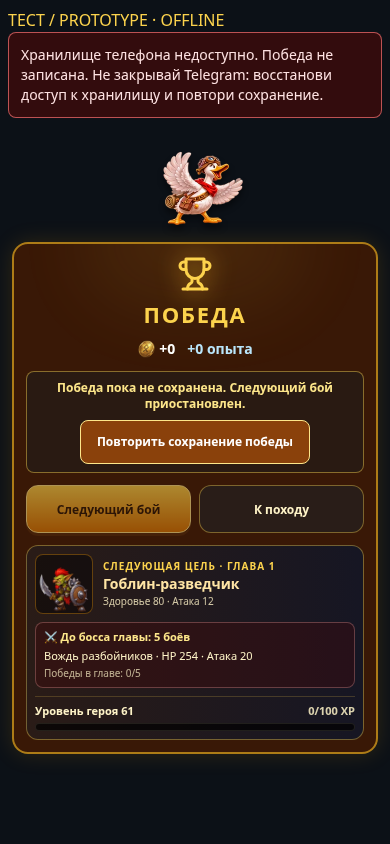 ТЕСТ / PROTOTYPE · OFFLINE
Хранилище телефона недоступно. Победа не
записана. Не закрывай Telegram: восстанови
доступ к хранилищу и повтори сохранение.
ПОБЕДА
+0 +0 опыта
Победа пока не сохранена. Следующий бой
приостановлен.
Повторить сохранение победы
Следующий бой
К походу
СЛЕДУЮЩАЯ ЦЕЛЬ · ГЛАВА 1
Гоблин-разведчик
Здоровье 80 · Атака 12
⚔️ До босса главы: 5 боёв
Вождь разбойников · HP 254 · Атака 20
Победы в главе: 0/5
Уровень героя 61 0/100 XP